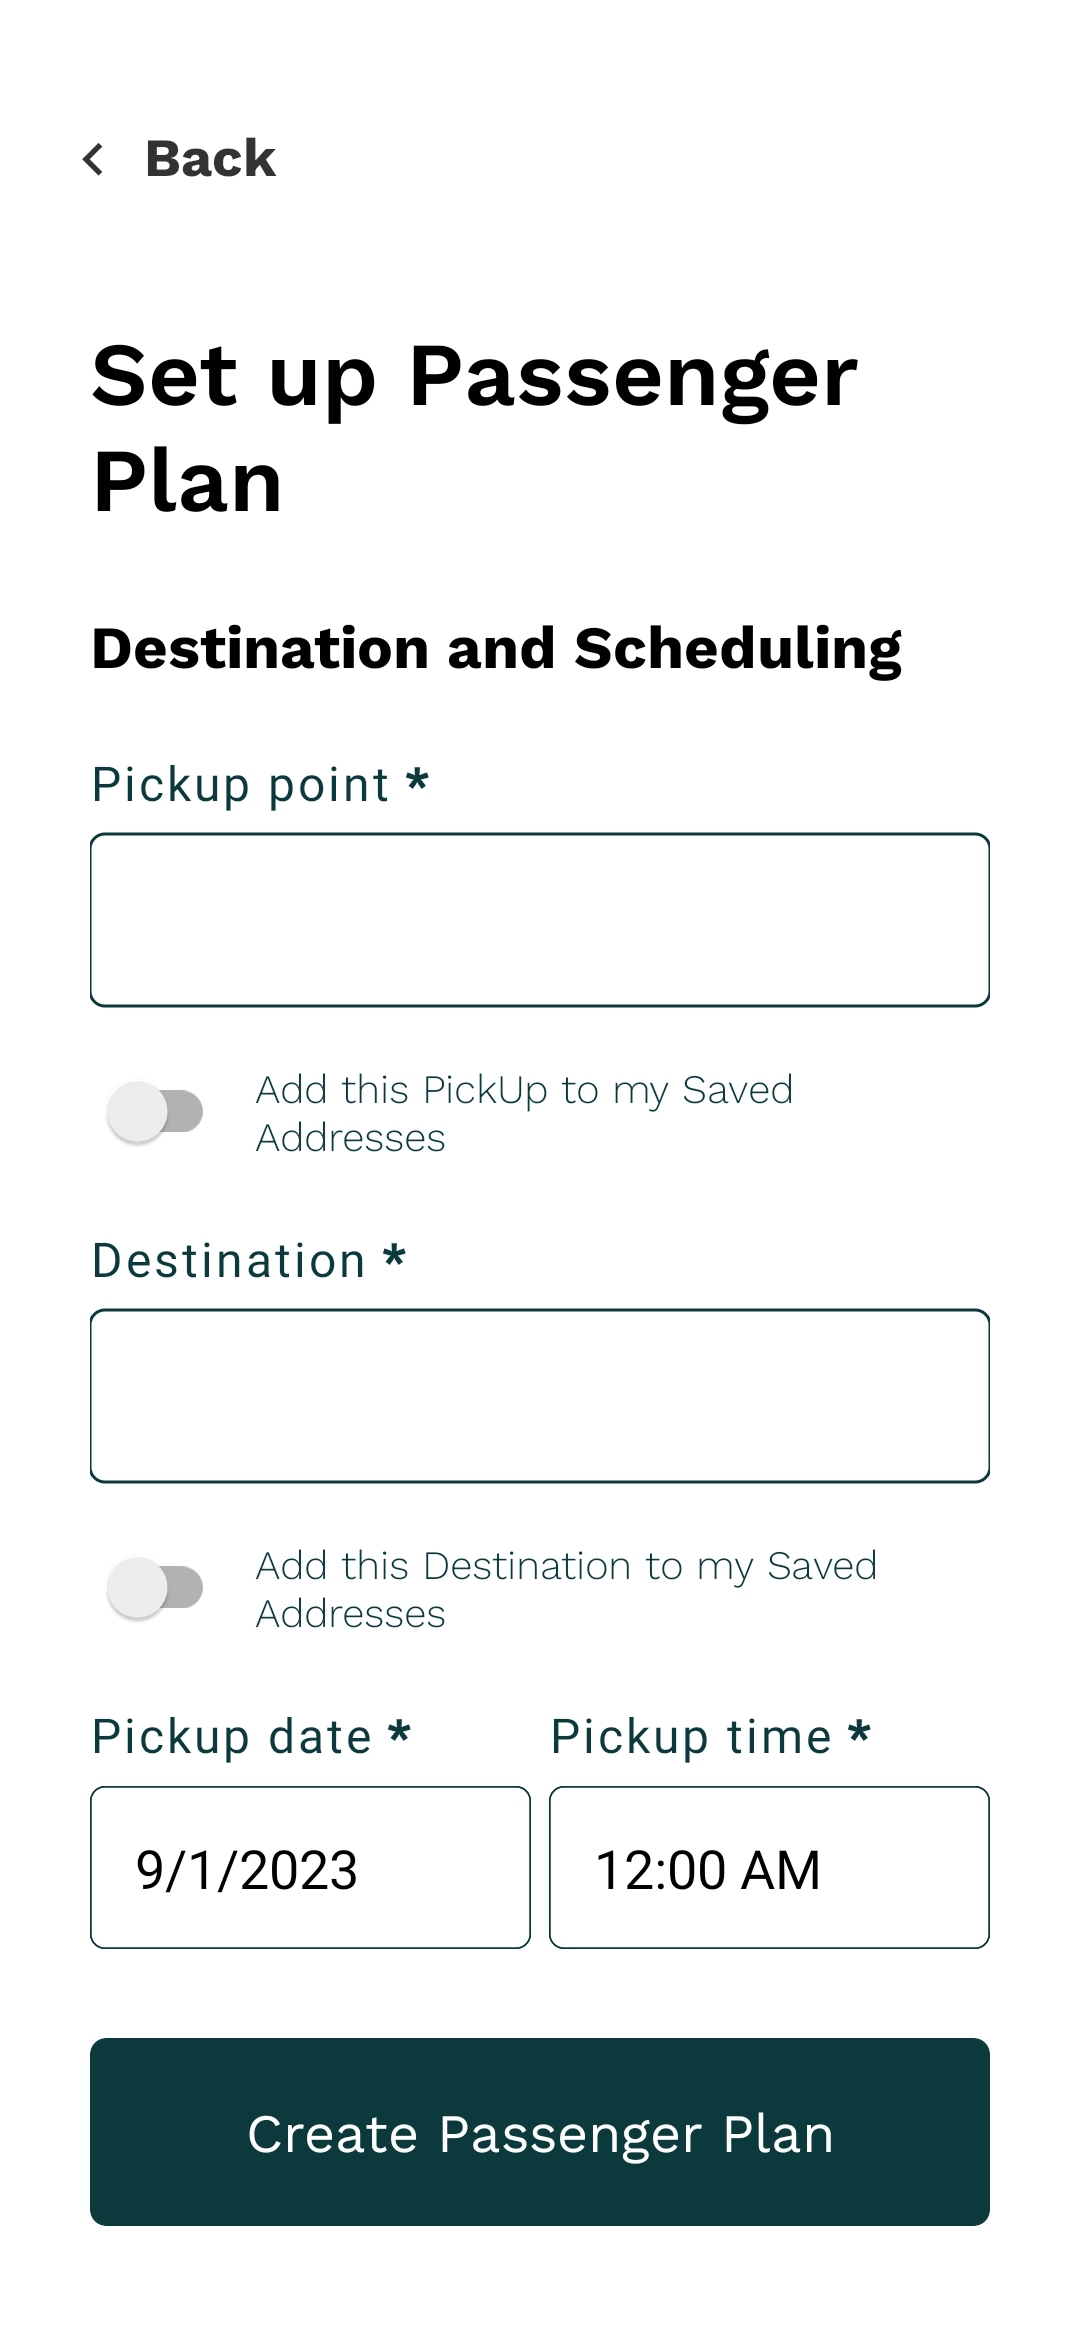 Back
Set up Passenger
Plan
Destination and Scheduling
Pickup point *
Add this PickUp to my Saved
Addresses
Destination *
Add this Destination to my Saved
Addresses
Pickup date * Pickup time *
9/1/2023 12:00 AM
Create Passenger Plan